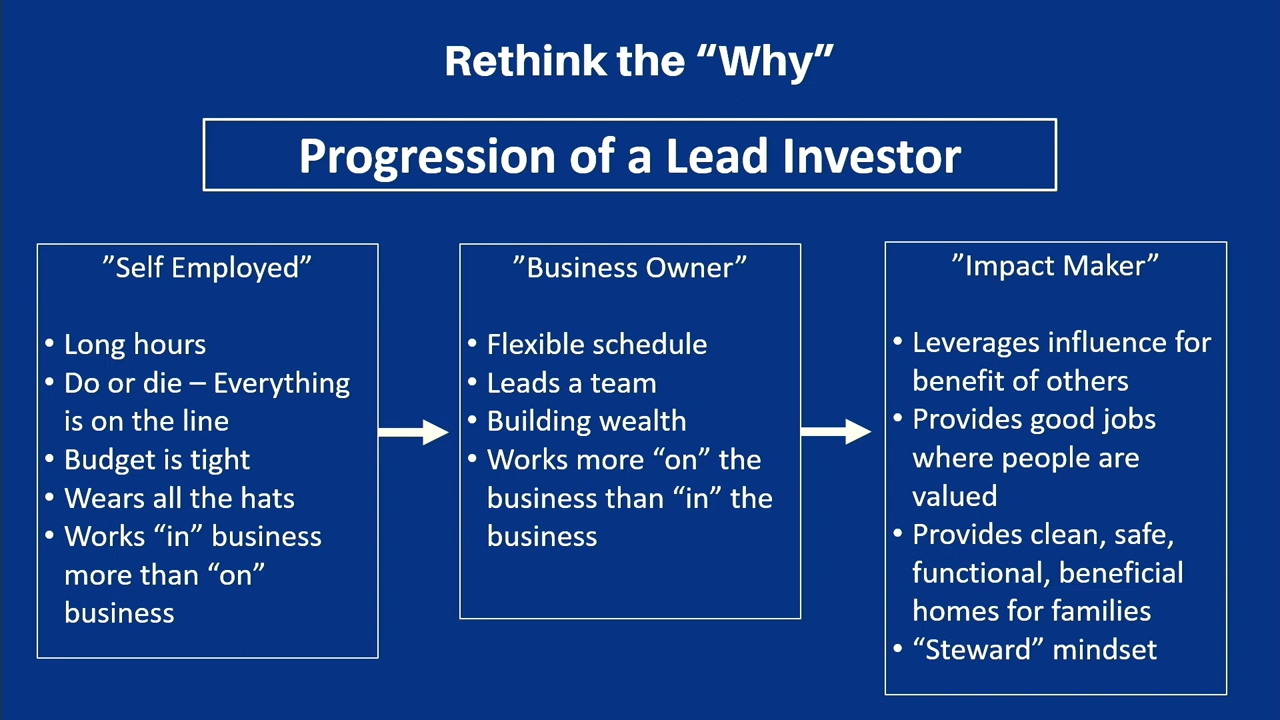 Rethink the “Why”
Progression of a Lead Investor
”Self Employed”
• Long hours
• Do or die – Everything
is on the line
• Budget is tight
• Wears all the hats
• Works “in” business
more than “on”
business
”Business Owner”
• Flexible schedule
• Leads a team
• Building wealth
• Works more “on” the
business than “in” the
business
”Impact Maker”
• Leverages influence for
benefit of others
• Provides good jobs
where people are
valued
• Provides clean, safe,
functional, beneficial
homes for families
• “Steward” mindset